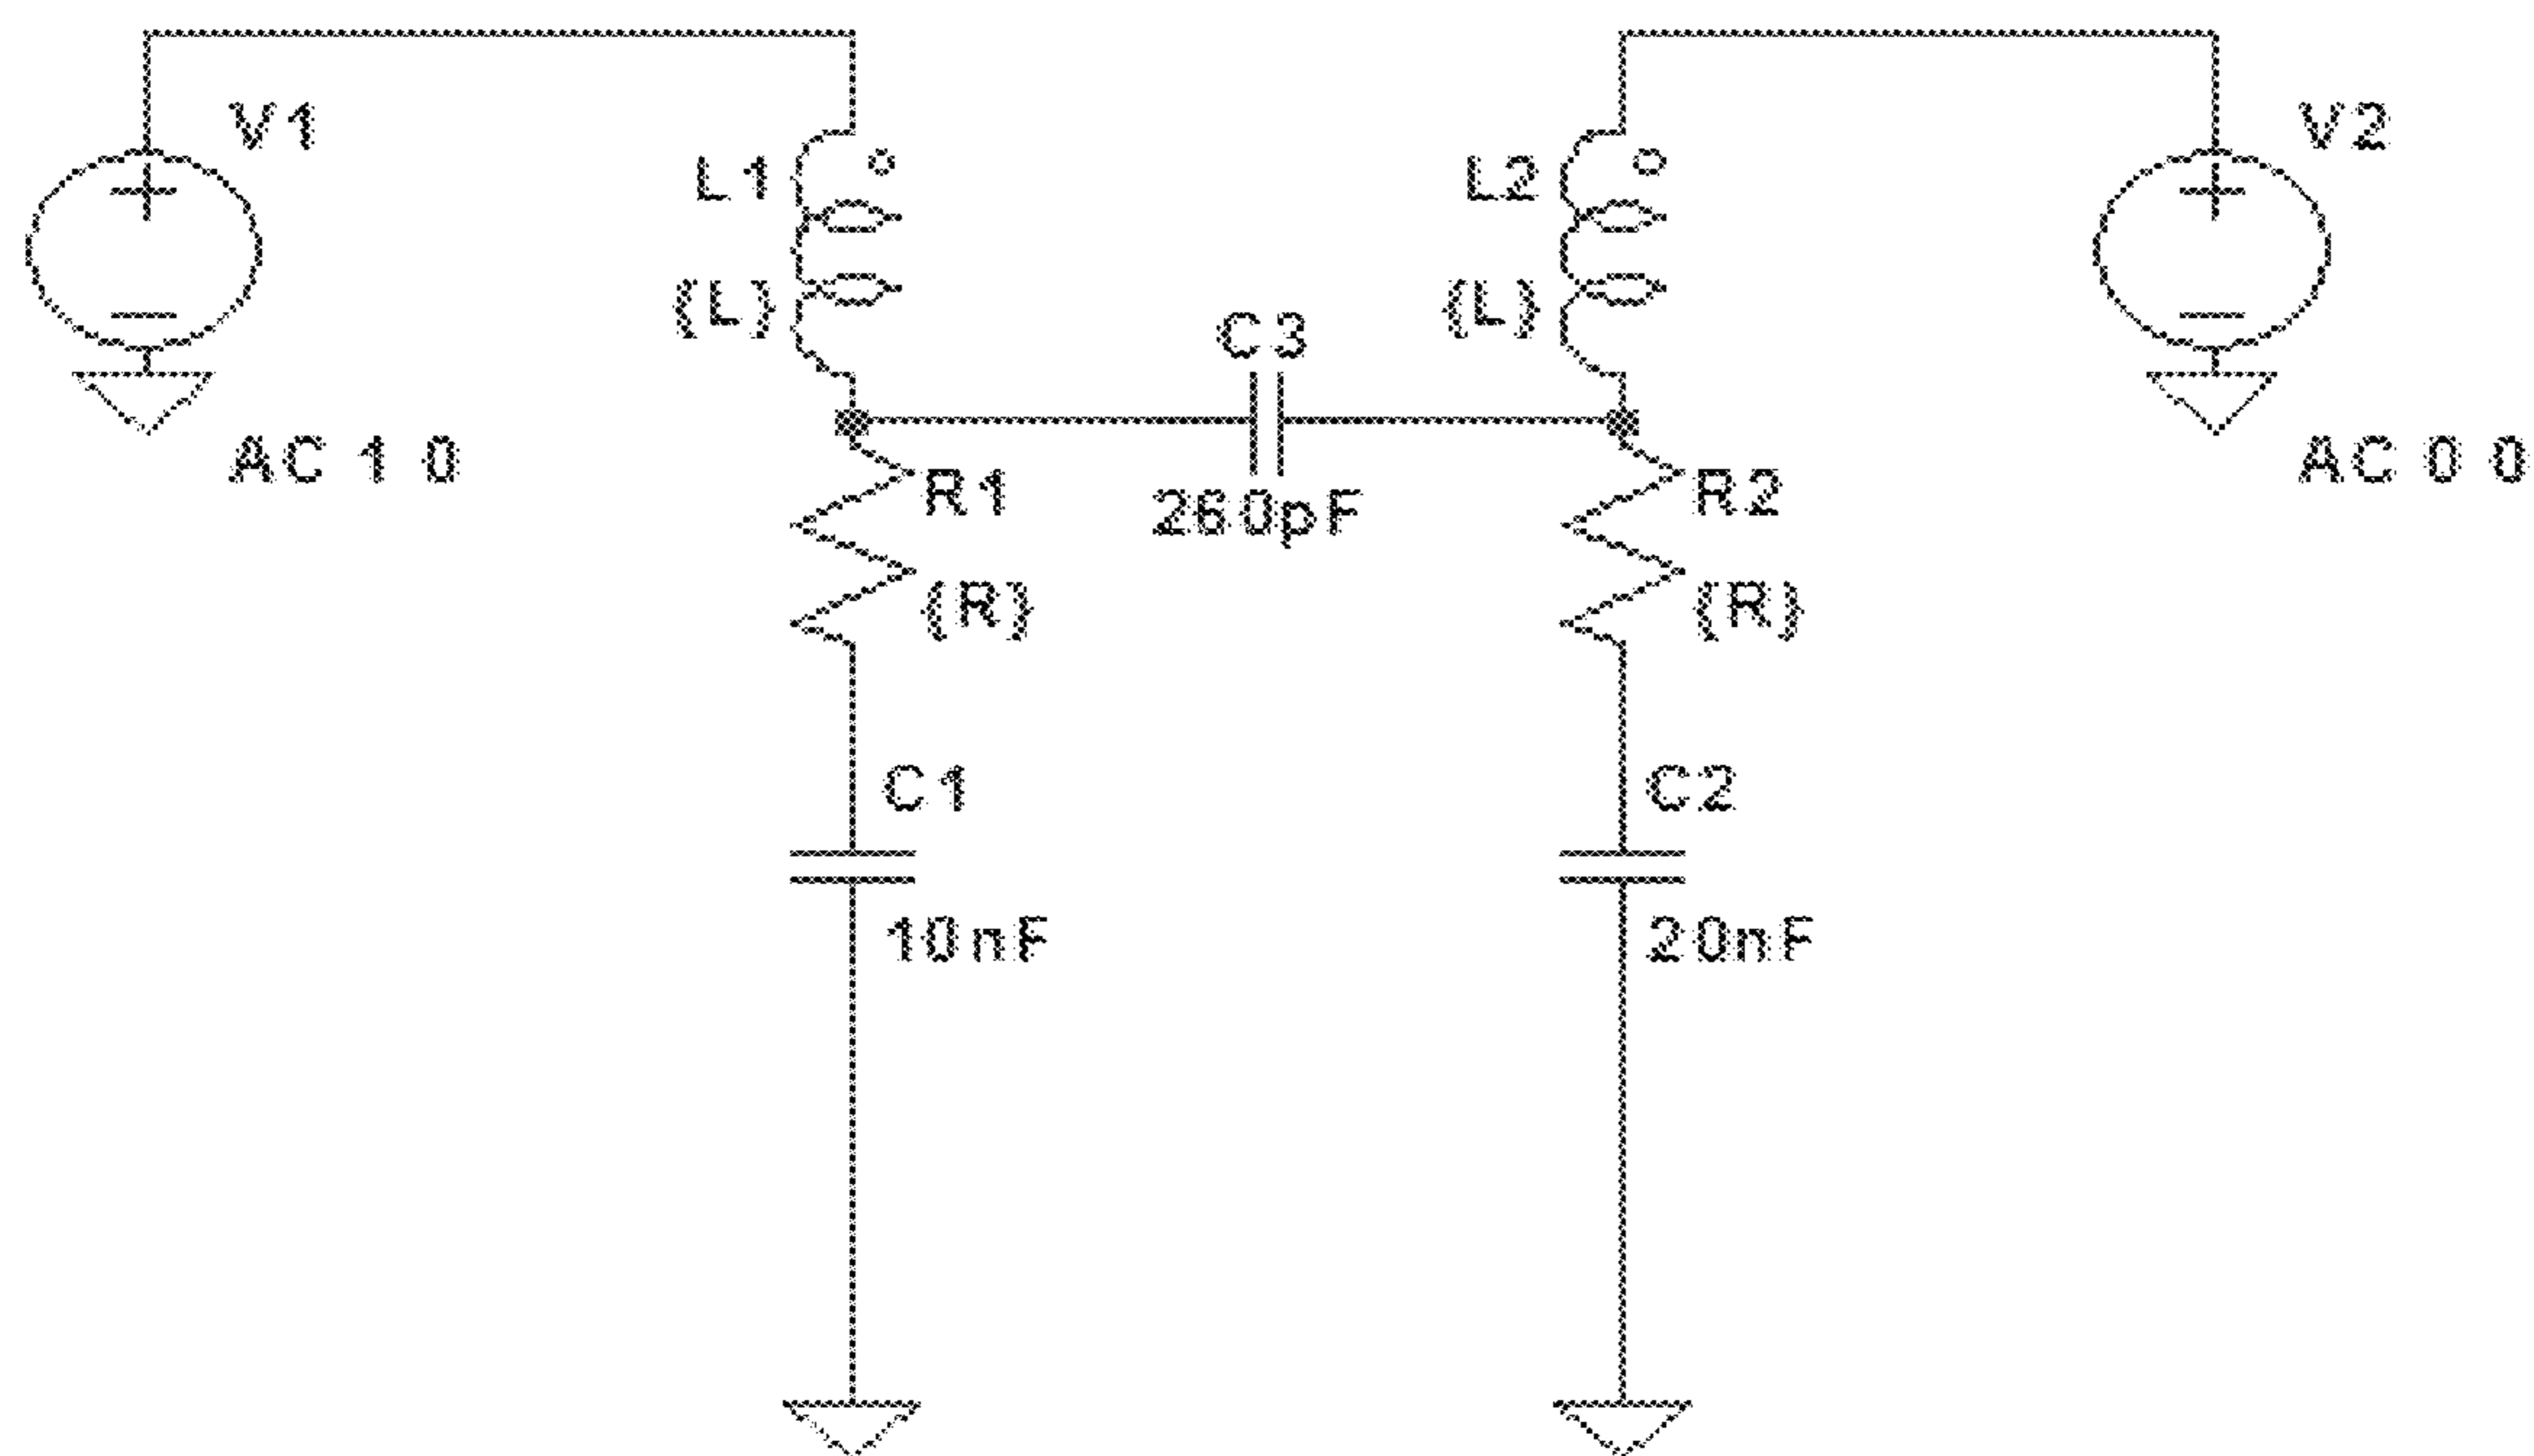 V1
AC 1 0
L1
{L}
C3
260pF
L2
{L}
V2
AC 0 0
R1
{R}
R2
{R}
C1
10nF
C2
20nF